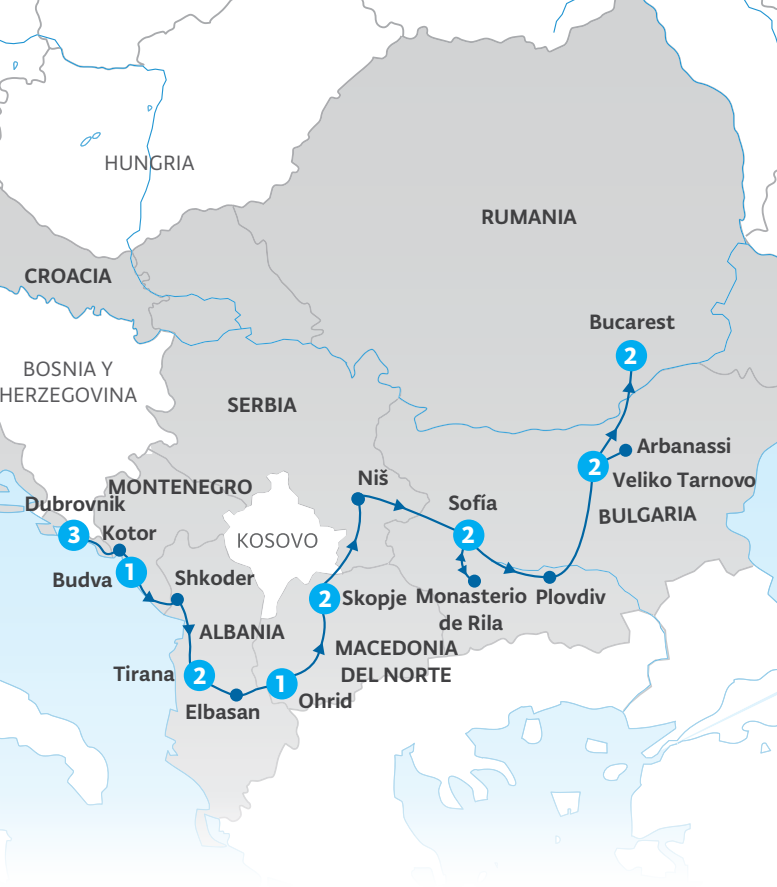 HUNGRIA
RUMANIA
CROACIA
Bucarest
2
BOSNIA Y
HERZEGOVINA
SERBIA
Arbanassi
2
Veliko Tarnovo
Niš
MONTENEGRO
Dubrovnik
3
Kotor
Sofía
2
BULGARIA
KOSOVO
Budva
1
Shkoder
2
Skopje
Monasterio
de Rila
Plovdiv
ALBANIA
MACEDONIA
DEL NORTE
Tirana
2
1
Ohrid
Elbasan